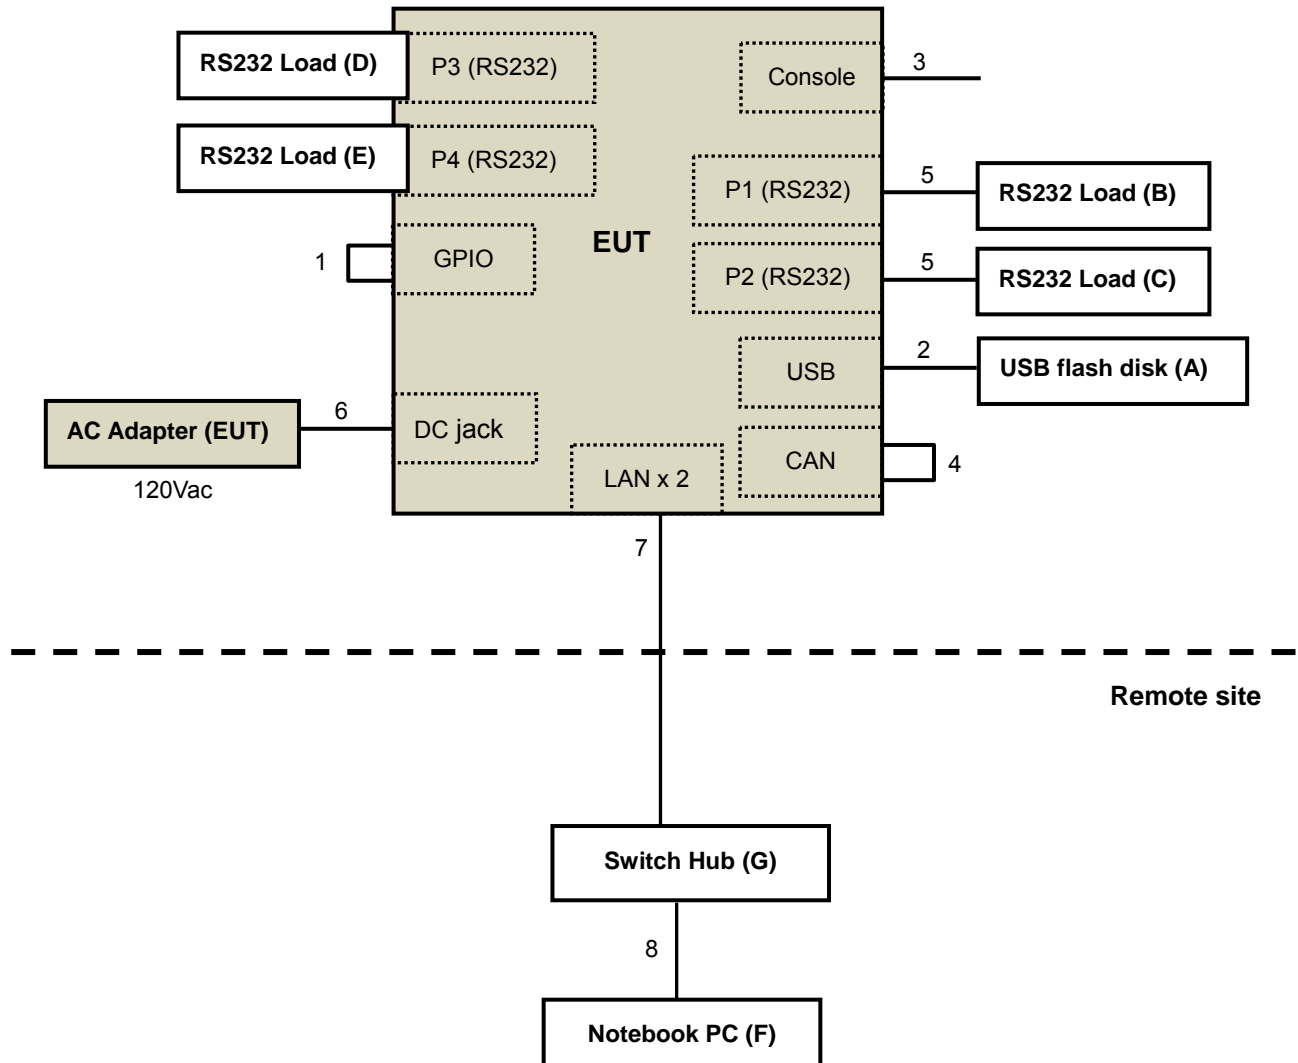 RS232 Load (D)
P3 (RS232)
Console
3
RS232 Load (E)
P4 (RS232)
P1 (RS232)
5
RS232 Load (B)
EUT
1
GPIO
P2 (RS232)
5
RS232 Load (C)
USB
2
USB flash disk (A)
AC Adapter (EUT)
6
DC jack
120Vac
LAN x 2
CAN
4
7
Remote site
Switch Hub (G)
8
Notebook PC (F)